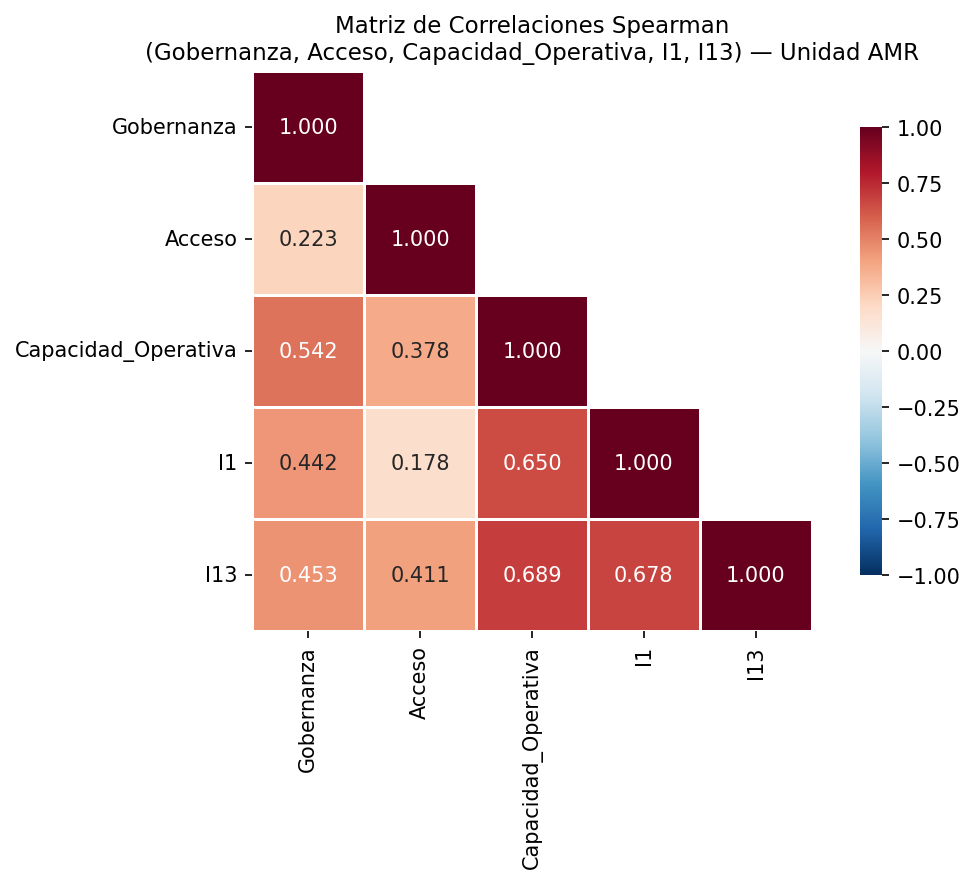 Matriz de Correlaciones Spearman
(Gobernanza, Acceso, Capacidad_Operativa, I1, I13) — Unidad AMR
Gobernanza
1.000
Acceso
0.223
1.000
Capacidad_Operativa
0.542
0.378
1.000
I1
0.442
0.178
0.650
1.000
I13
0.453
0.411
0.689
0.678
1.000
Gobernanza
Acceso
Capacidad_Operativa
I1
I13
1.00
0.75
0.50
0.25
0.00
−0.25
−0.50
−0.75
−1.00